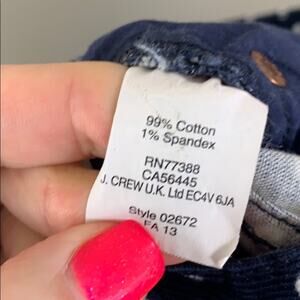 99% Cotton
1% Spandex
RN77388
CA56445
J. CREW U.K. Ltd EC4V 6JA
Style 02672
FA 13